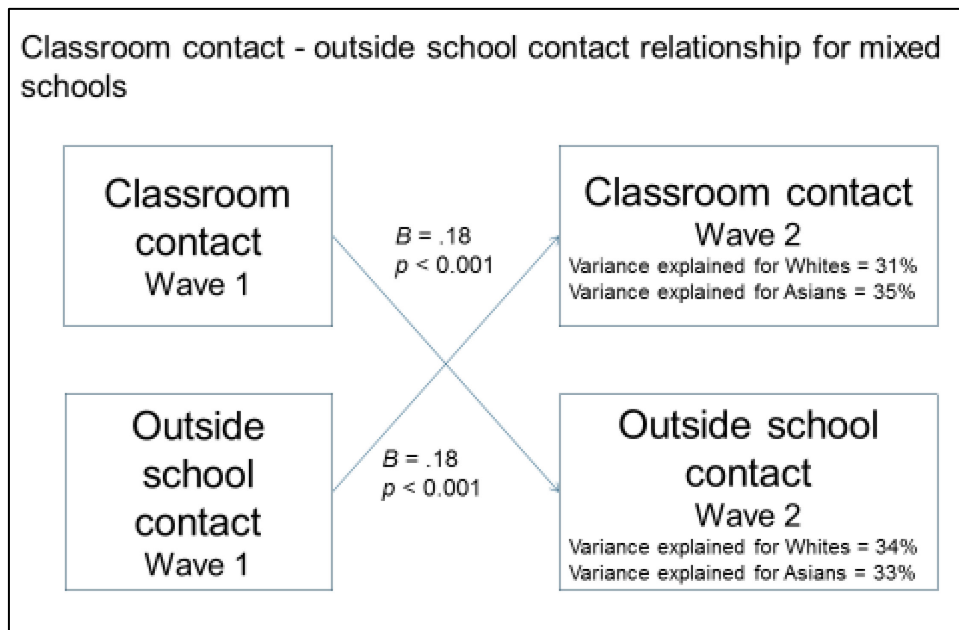 Classroom contact - outside school contact relationship for mixed
schools
Classroom
contact
Wave 1
B = .18
p < 0.001
Classroom contact
Wave 2
Variance explained for Whites = 31%
Variance explained for Asians = 35%
Outside
school
contact
Wave 1
B = .18
p < 0.001
Outside school
contact
Wave 2
Variance explained for Whites = 34%
Variance explained for Asians = 33%